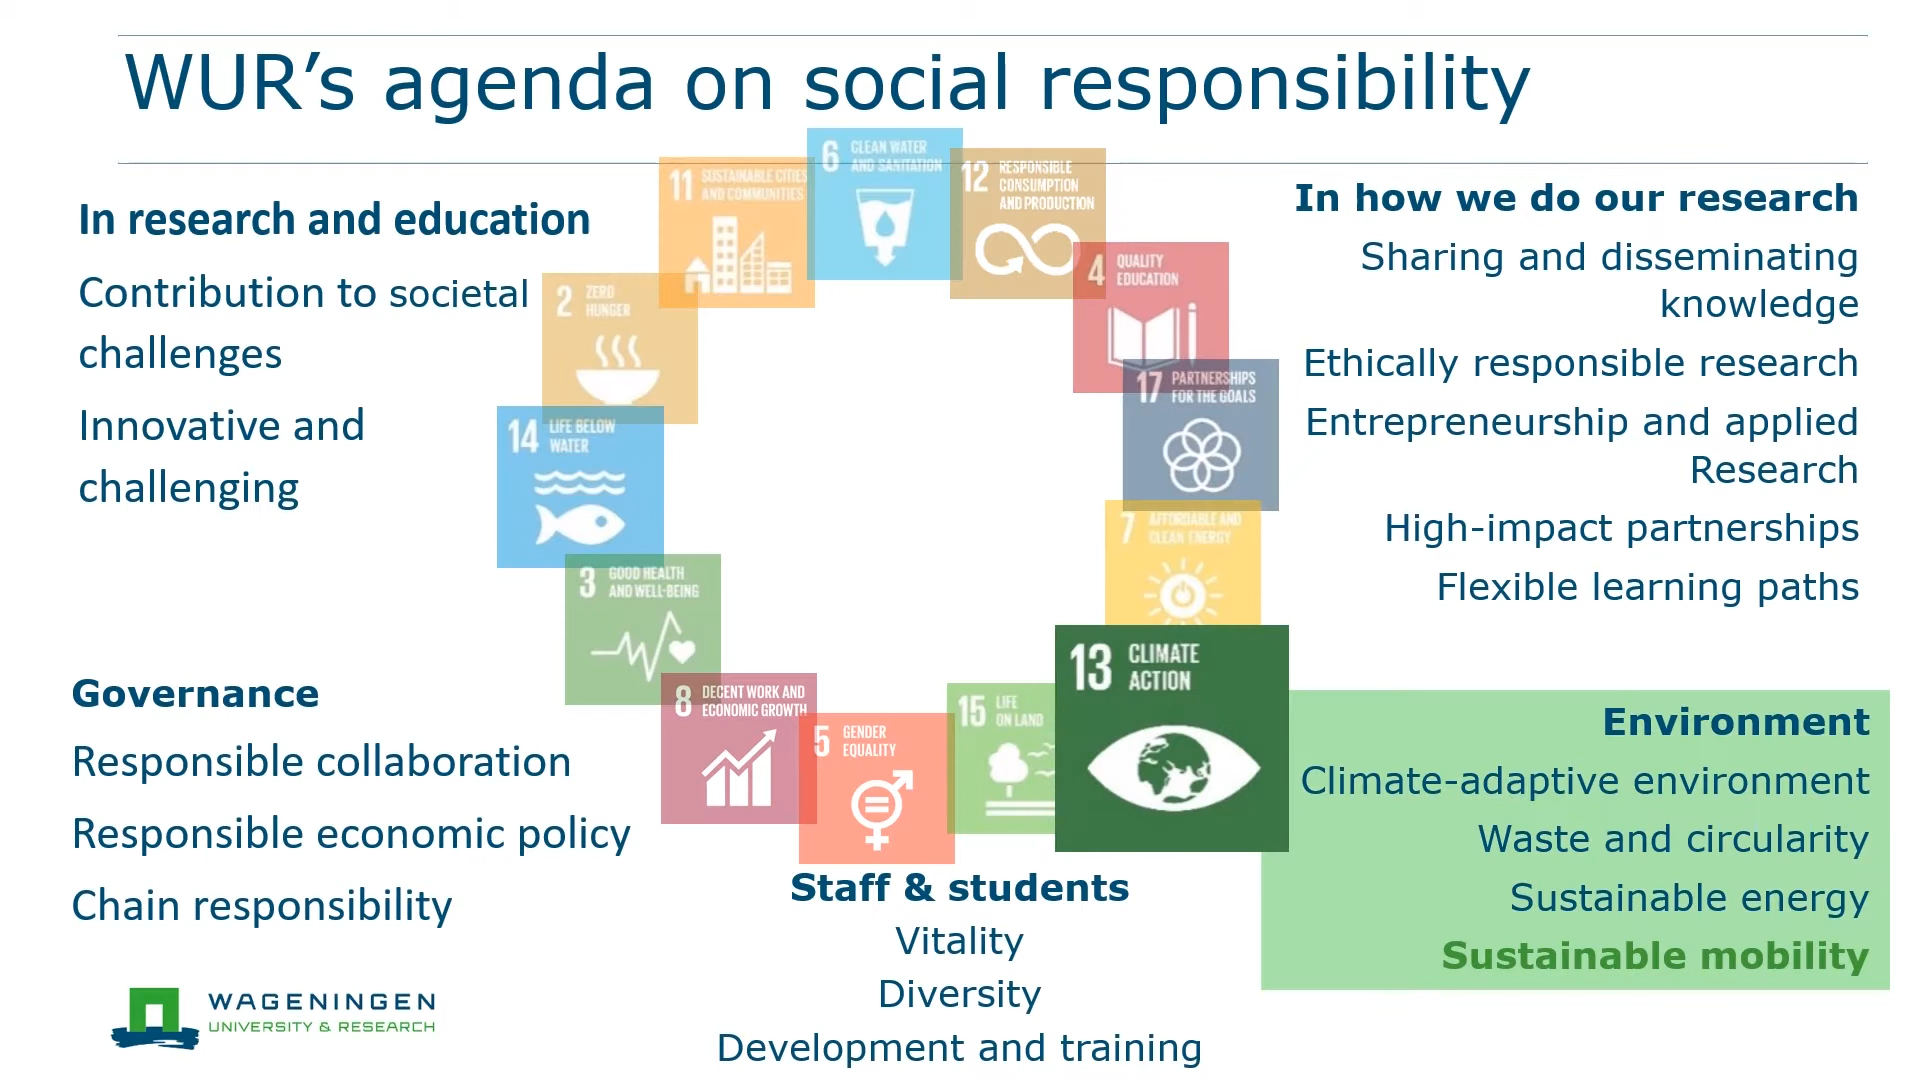 WUR’s agenda on social responsibility
In research and education
Contribution to societal
challenges
Innovative and
challenging
Governance
Responsible collaboration
Responsible economic policy
Chain responsibility
11 SUSTAINABLE CITIES
AND COMMUNITIES
6 CLEAN WATER
AND SANITATION
12 RESPONSIBLE
CONSUMPTION
AND PRODUCTION
4 QUALITY
EDUCATION
17 PARTNERSHIPS
FOR THE GOALS
7 AFFORDABLE AND
CLEAN ENERGY
13 CLIMATE
ACTION
15 LIFE
ON LAND
5 GENDER
EQUALITY
8 DECENT WORK AND
ECONOMIC GROWTH
3 GOOD HEALTH
AND WELL-BEING
14 LIFE BELOW
WATER
2 ZERO
HUNGER
In how we do our research
Sharing and disseminating
knowledge
Ethically responsible research
Entrepreneurship and applied
Research
High-impact partnerships
Flexible learning paths
Environment
Climate-adaptive environment
Waste and circularity
Sustainable energy
Sustainable mobility
Staff & students
Vitality
Diversity
Development and training
WAGENINGEN
UNIVERSITY & RESEARCH